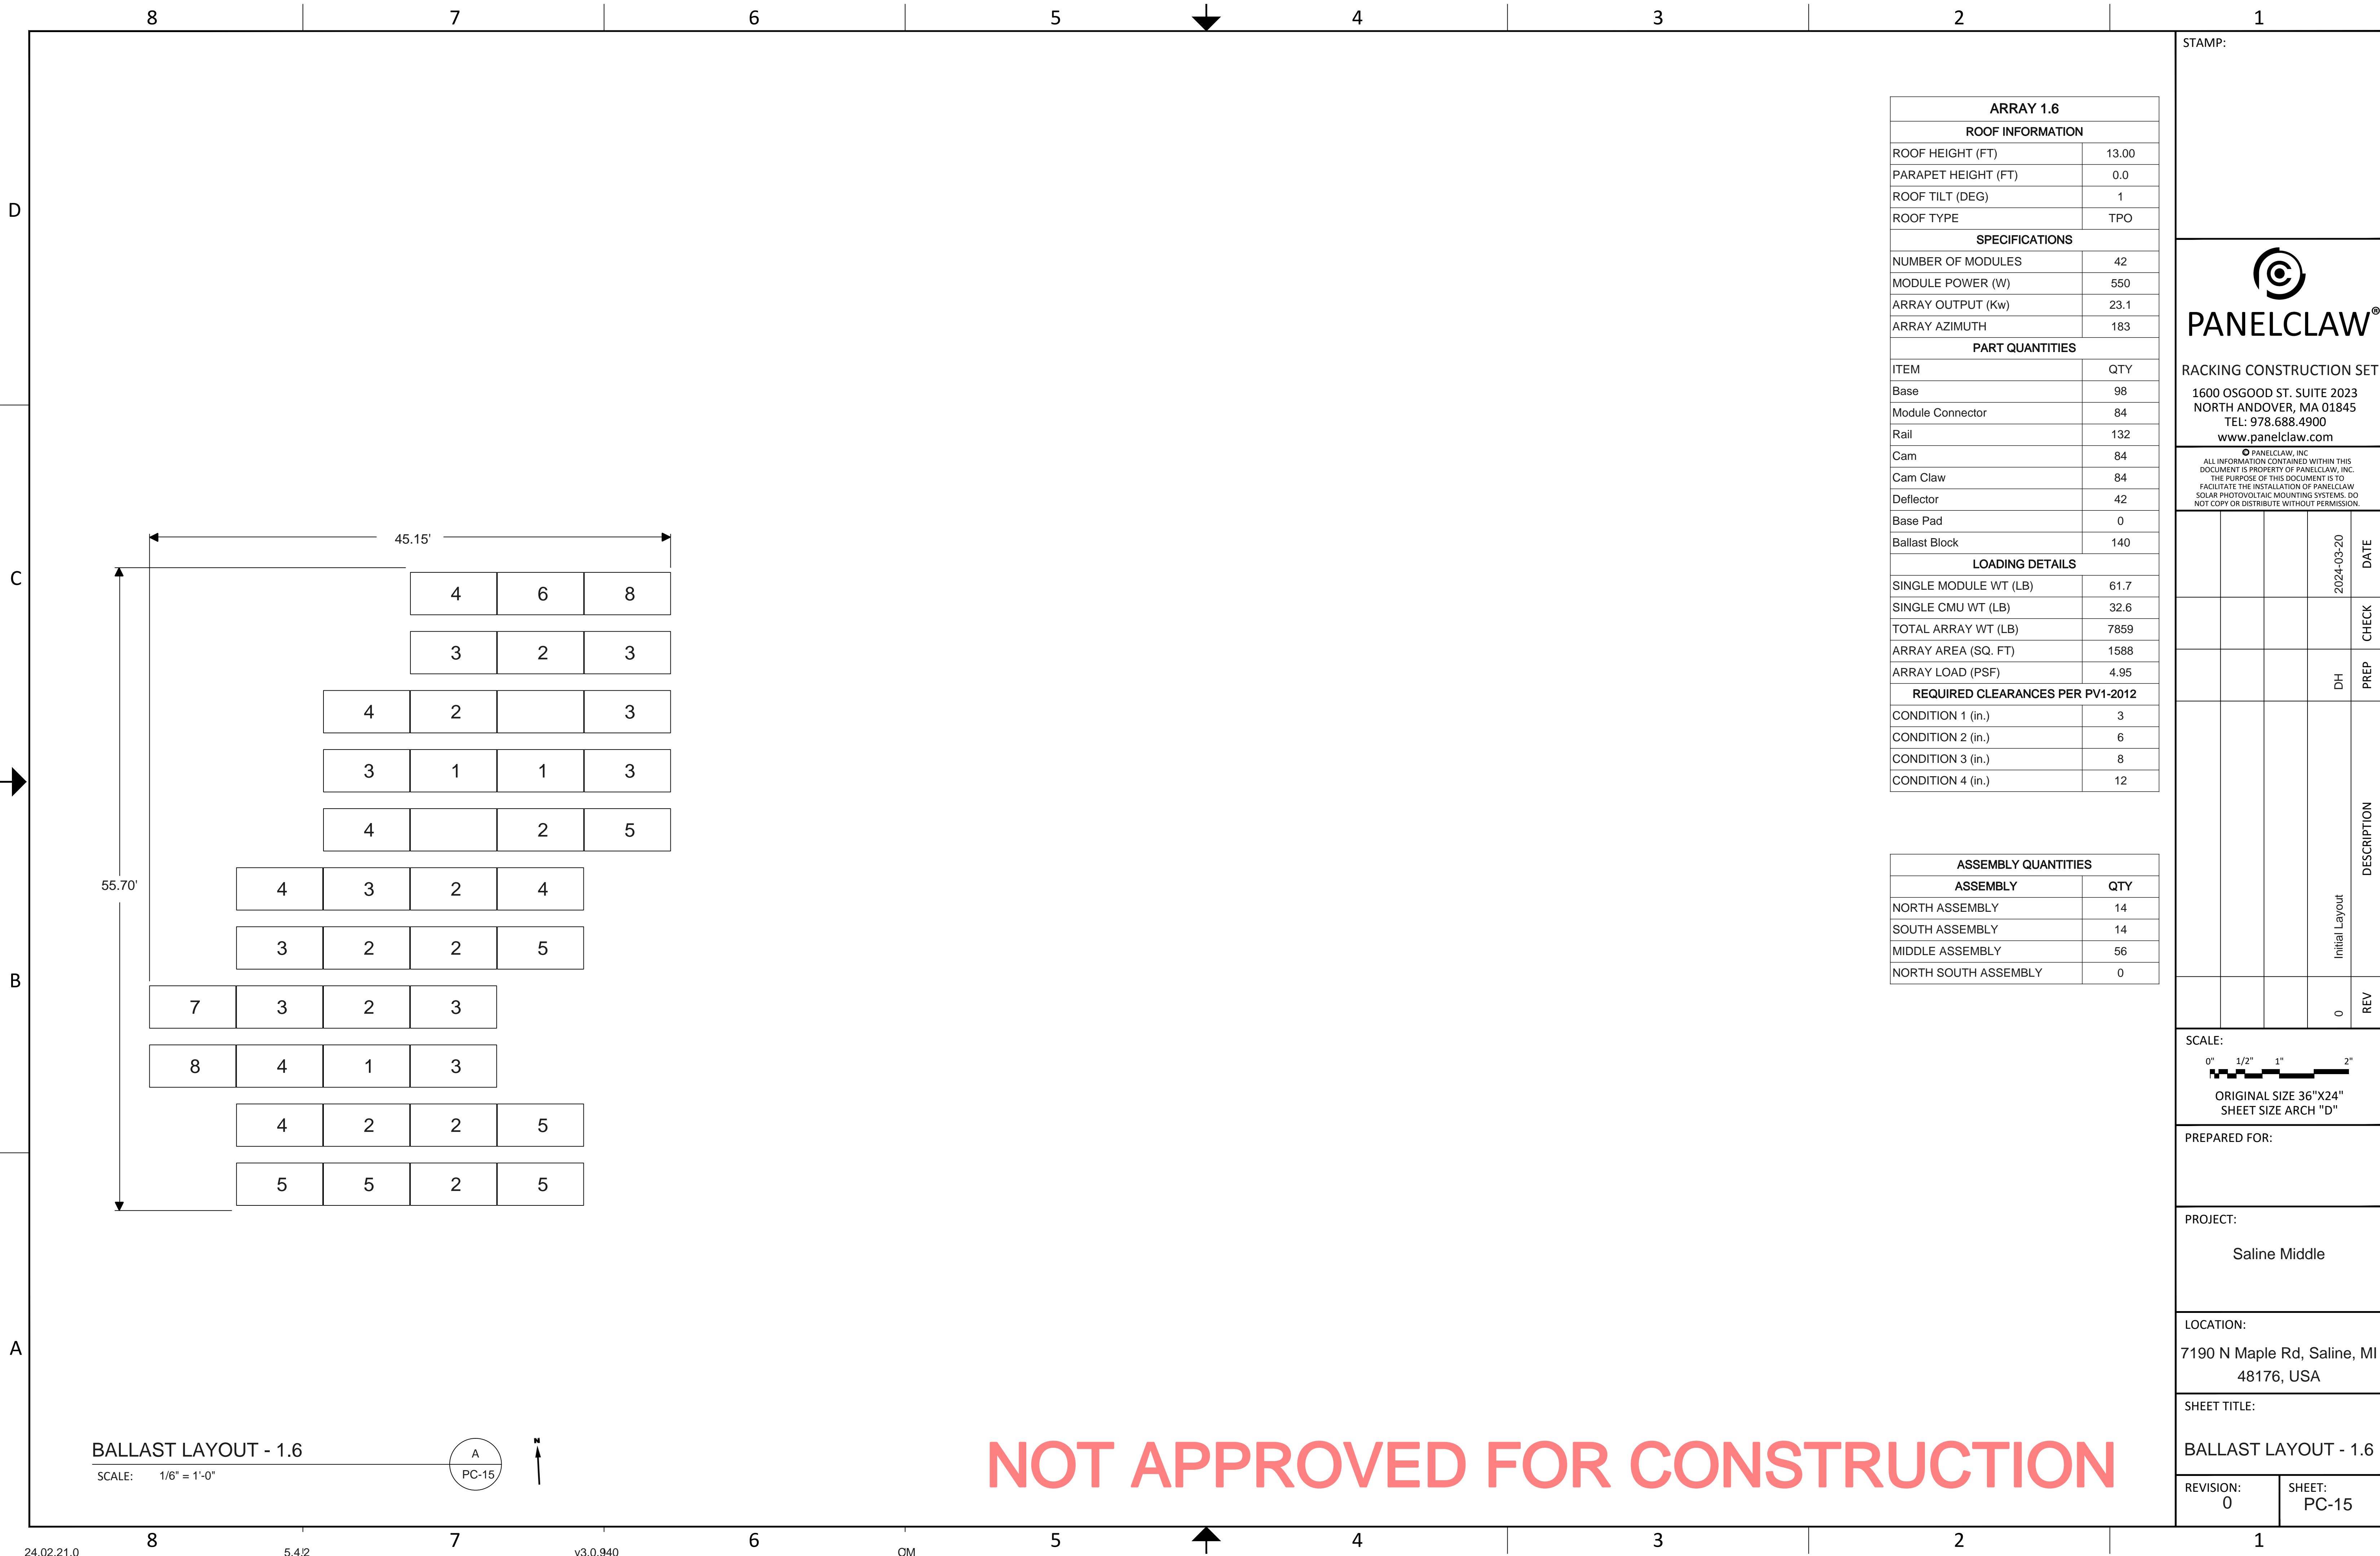 8 7 6 5 4 3 2 1
D
C
B
A
45.15'
55.70'
4 6 8
3 2 3
4 2 3
3 1 1 3
4 2 5
4 3 2 4
3 2 2 5
7 3 2 3
8 4 1 3
4 2 2 5
5 5 2 5
BALLAST LAYOUT - 1.6
SCALE: 1/6" = 1'-0"
A
PC-15
N
ARRAY 1.6
ROOF INFORMATION
ROOF HEIGHT (FT) 13.00
PARAPET HEIGHT (FT) 0.0
ROOF TILT (DEG) 1
ROOF TYPE TPO
SPECIFICATIONS
NUMBER OF MODULES 42
MODULE POWER (W) 550
ARRAY OUTPUT (Kw) 23.1
ARRAY AZIMUTH 183
PART QUANTITIES
ITEM QTY
Base 98
Module Connector 84
Rail 132
Cam 84
Cam Claw 84
Deflector 42
Base Pad 0
Ballast Block 140
LOADING DETAILS
SINGLE MODULE WT (LB) 61.7
SINGLE CMU WT (LB) 32.6
TOTAL ARRAY WT (LB) 7859
ARRAY AREA (SQ. FT) 1588
ARRAY LOAD (PSF) 4.95
REQUIRED CLEARANCES PER PV1-2012
CONDITION 1 (in.) 3
CONDITION 2 (in.) 6
CONDITION 3 (in.) 8
CONDITION 4 (in.) 12
ASSEMBLY QUANTITIES
ASSEMBLY QTY
NORTH ASSEMBLY 14
SOUTH ASSEMBLY 14
MIDDLE ASSEMBLY 56
NORTH SOUTH ASSEMBLY 0
NOT APPROVED FOR CONSTRUCTION
STAMP:
PANELCLAW®
RACKING CONSTRUCTION SET
1600 OSGOOD ST. SUITE 2023
NORTH ANDOVER, MA 01845
TEL: 978.688.4900
www.panelclaw.com
© PANELCLAW, INC
ALL INFORMATION CONTAINED WITHIN THIS
DOCUMENT IS PROPERTY OF PANELCLAW, INC.
THE PURPOSE OF THIS DOCUMENT IS TO
FACILITATE THE INSTALLATION OF PANELCLAW
SOLAR PHOTOVOLTAIC MOUNTING SYSTEMS. DO
NOT COPY OR DISTRIBUTE WITHOUT PERMISSION.
REV DESCRIPTION PREP CHECK DATE
0 Initial Layout DH 2024-03-20
SCALE:
0" 1/2" 1" 2"
ORIGINAL SIZE 36"X24"
SHEET SIZE ARCH "D"
PREPARED FOR:
PROJECT:
Saline Middle
LOCATION:
7190 N Maple Rd, Saline, MI
48176, USA
SHEET TITLE:
BALLAST LAYOUT - 1.6
REVISION:
0
SHEET:
PC-15
8 7 6 5 4 3 2 1
24.02.21.0 5.4/2 v3.0.940 OM